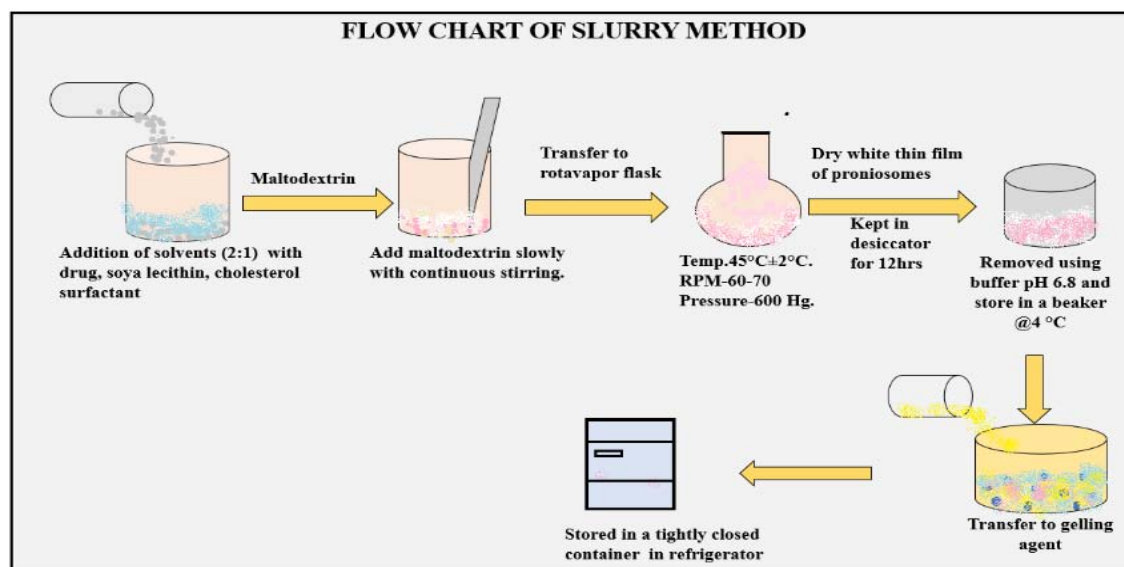 FLOW CHART OF SLURRY METHOD
Addition of solvents (2:1) with
drug, soya lecithin, cholesterol
surfactant
Maltodextrin
Add maltodextrin slowly
with continuous stirring.
Transfer to
rotavapor flask
Temp.45°C±2°C.
RPM-60-70
Pressure-600 Hg.
Dry white thin film
of proniosomes
Kept in
desiccator
for 12hrs
Removed using
buffer pH 6.8 and
store in a beaker
@4 °C
Transfer to gelling
agent
Stored in a tightly closed
container in refrigerator